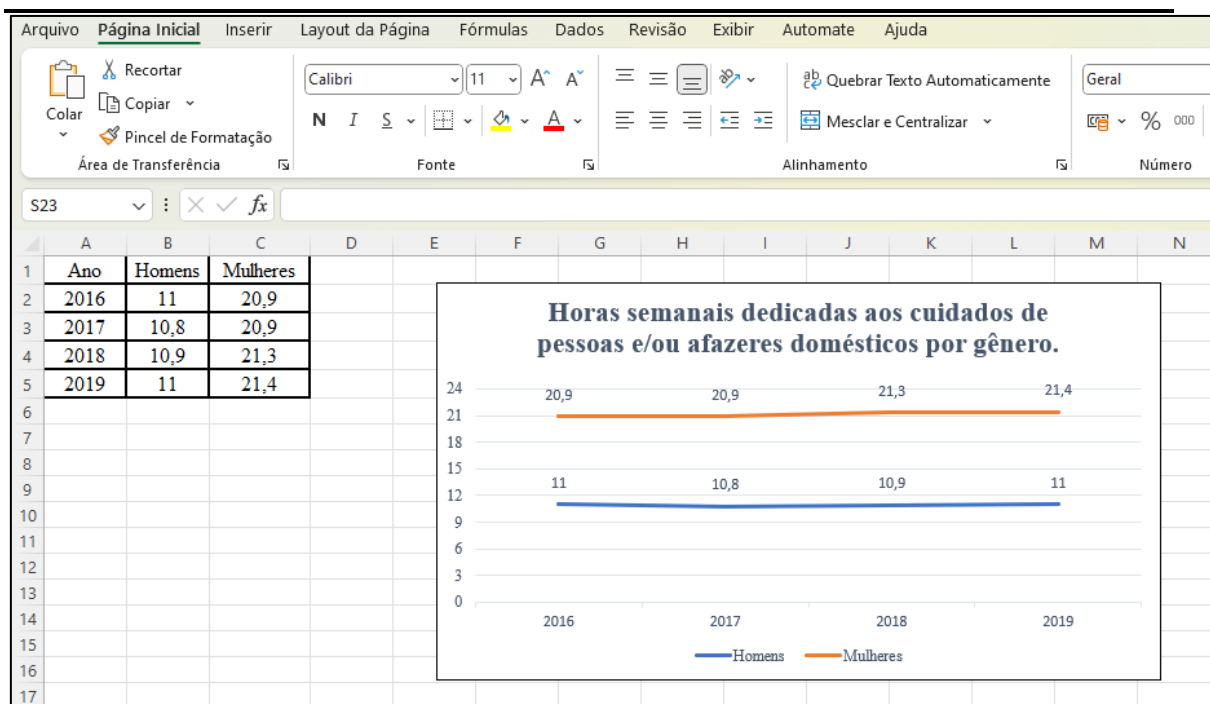 Arquivo Página Inicial Inserir Layout da Página Fórmulas Dados Revisão Exibir Automate Ajuda
Colar
Recortar
Copiar
Pincel de Formatação
Área de Transferência
Calibri 11 A A
N I S A
Fonte
ab Quebrar Texto Automaticamente
Mesclar e Centralizar
Alinhamento
Geral
% 000
Número
S23 fx
A B C D E F G H I J K L M N
1 Ano Homens Mulheres
2 2016 11 20,9
3 2017 10,8 20,9
4 2018 10,9 21,3
5 2019 11 21,4
6
7
8
9
10
11
12
13
14
15
16
17
Horas semanais dedicadas aos cuidados de
pessoas e/ou afazeres domésticos por gênero.
24
21
18
15
12
9
6
3
0
20,9 20,9 21,3 21,4
11 10,8 10,9 11
2016 2017 2018 2019
Homens Mulheres